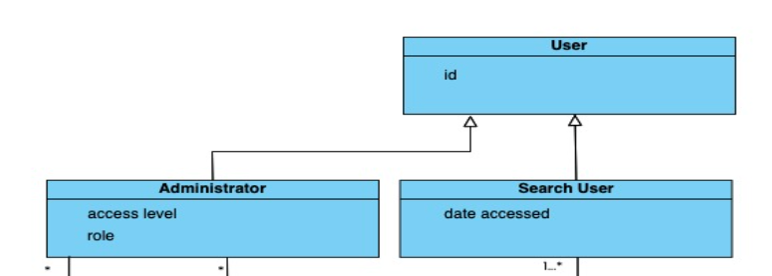 User
id
Administrator
Search User
access level
date accessed
role
*
*
1..*